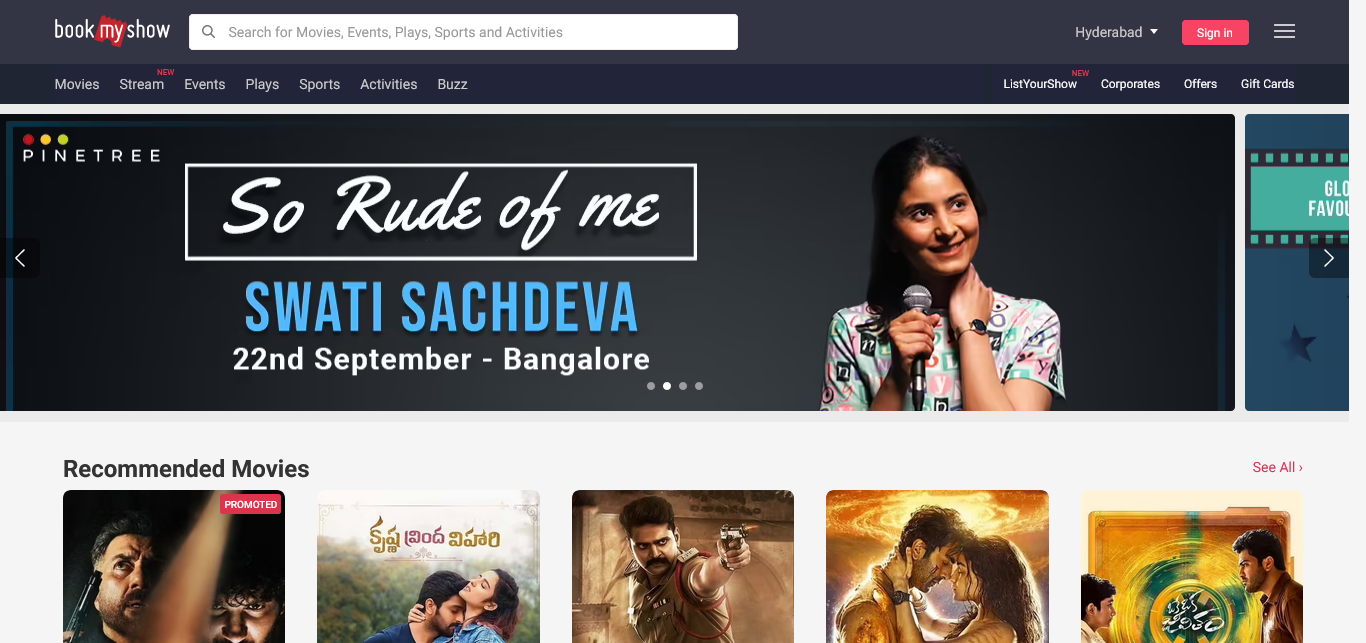 book my show
Search for Movies, Events, Plays, Sports and Activities
Hyderabad
Sign in
Movies
Stream
NEW
Events
Plays
Sports
Activities
Buzz
ListYourShow
NEW
Corporates
Offers
Gift Cards
PINETREE
So Rude of me
SWATI SACHDEVA
22nd September - Bangalore
GLO
FAVOU
Recommended Movies
See All ›
PROMOTED
కృష్ణ వ్రింద విహారి
ఒకే ఒక జీవితం